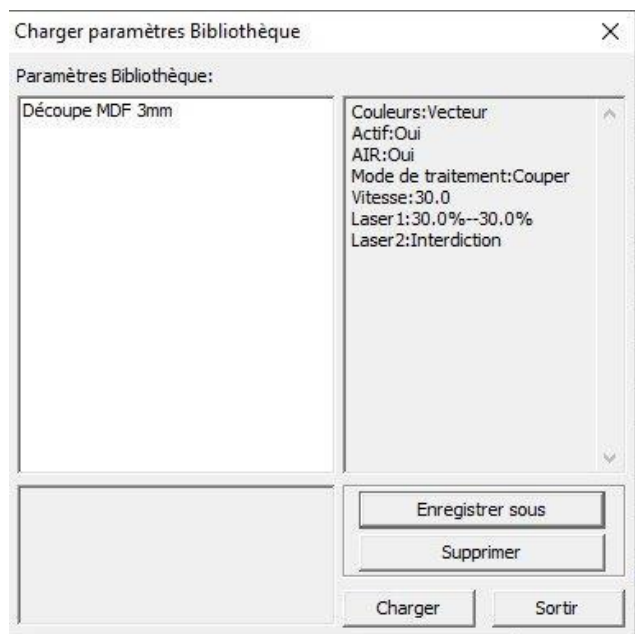 Charger paramètres Bibliothèque
Paramètres Bibliothèque:
Découpe MDF 3mm
Couleurs:Vecteur
Actif:Oui
AIR:Oui
Mode de traitement:Couper
Vitesse:30.0
Laser1:30.0%--30.0%
Laser2:Interdiction
Enregistrer sous
Supprimer
Charger
Sortir